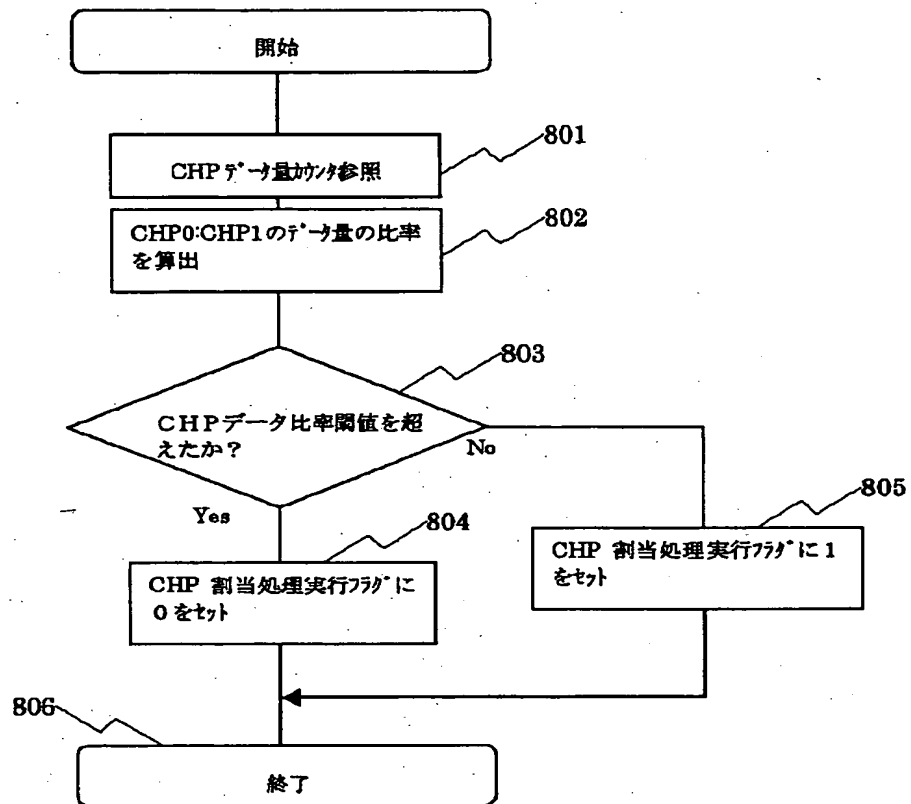 開始
801
CHPデータ量カウンタ参照
802
CHP0:CHP1のデータ量の比率
を算出
803
CHPデータ比率閾値を超
えたか?
No
Yes
804
805
CHP 割当処理実行フラグに
0をセット
CHP 割当処理実行フラグに1
をセット
806
終了